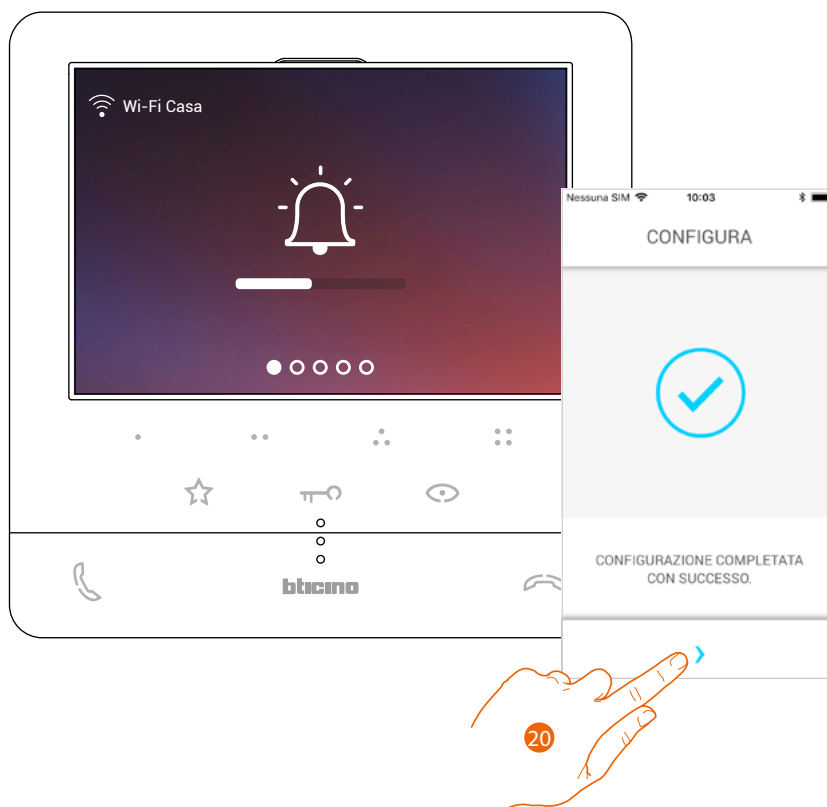 Wi-Fi Casa
Nessuna SIM 10:03
CONFIGURA
CONFIGURAZIONE COMPLETATA
CON SUCCESSO.
bticino
20